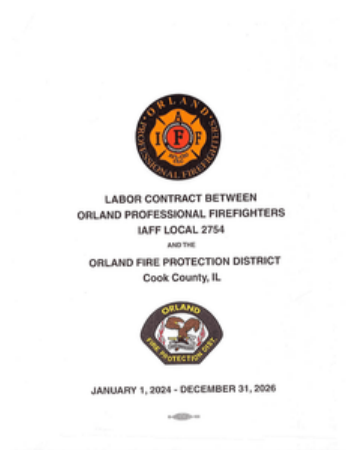 ORLAND
PROFESSIONAL FIREFIGHTERS
I A F F
LABOR CONTRACT BETWEEN
ORLAND PROFESSIONAL FIREFIGHTERS
IAFF LOCAL 2754
AND THE
ORLAND FIRE PROTECTION DISTRICT
Cook County, IL
ORLAND
FIRE PROTECTION DIST.
JANUARY 1, 2024 - DECEMBER 31, 2026